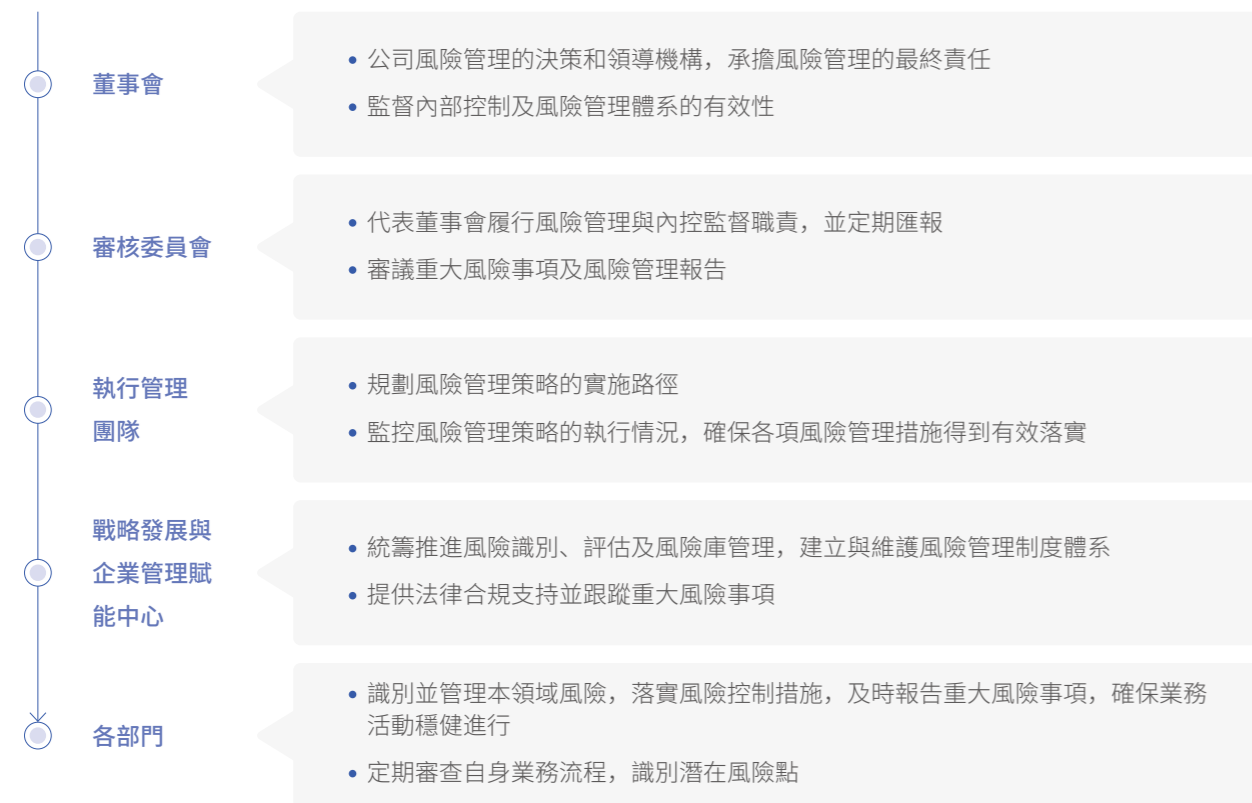 董事會
• 公司風險管理的決策和領導機構，承擔風險管理的最終責任
• 監督內部控制及風險管理體系的有效性
審核委員會
• 代表董事會履行風險管理與內控監督職責，並定期匯報
• 審議重大風險事項及風險管理報告
執行管理
團隊
• 規劃風險管理策略的實施路徑
• 監控風險管理策略的執行情況，確保各項風險管理措施得到有效落實
戰略發展與
企業管理賦
能中心
• 統籌推進風險識別、評估及風險庫管理，建立與維護風險管理制度體系
• 提供法律合規支持並跟蹤重大風險事項
各部門
• 識別並管理本領域風險，落實風險控制措施，及時報告重大風險事項，確保業務
活動穩健進行
• 定期審查自身業務流程，識別潛在風險點